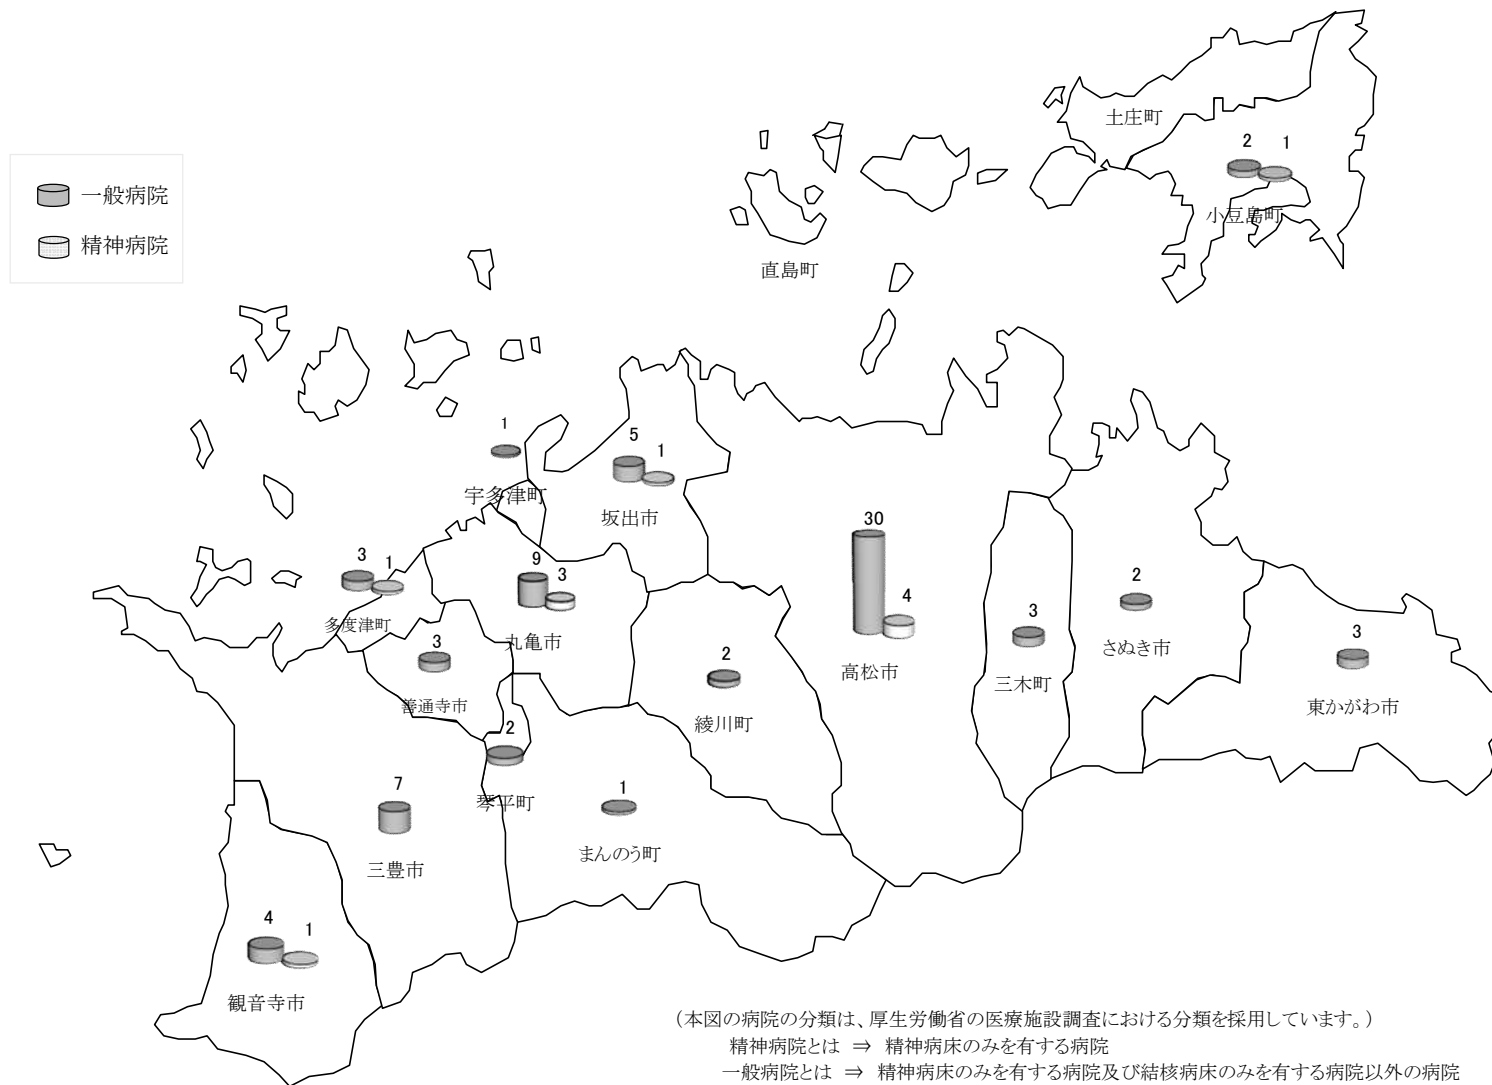 土庄町
2 1
一般病院
小豆島町
精神病院
直島町
1
5 1
宇多津町
坂出市
30
3 1
9 3
2
4
3
多度津町
丸亀市
3
さぬき市
3
2
高松市
三木町
善通寺市
綾川町
東かがわ市
2
7
琴平町
1
まんのう町
三豊市
4 1
観音寺市
(本図の病院の分類は、厚生労働省の医療施設調査における分類を採用しています。)
精神病院とは ⇒ 精神病床のみを有する病院
一般病院とは ⇒ 精神病床のみを有する病院及び結核病床のみを有する病院以外の病院